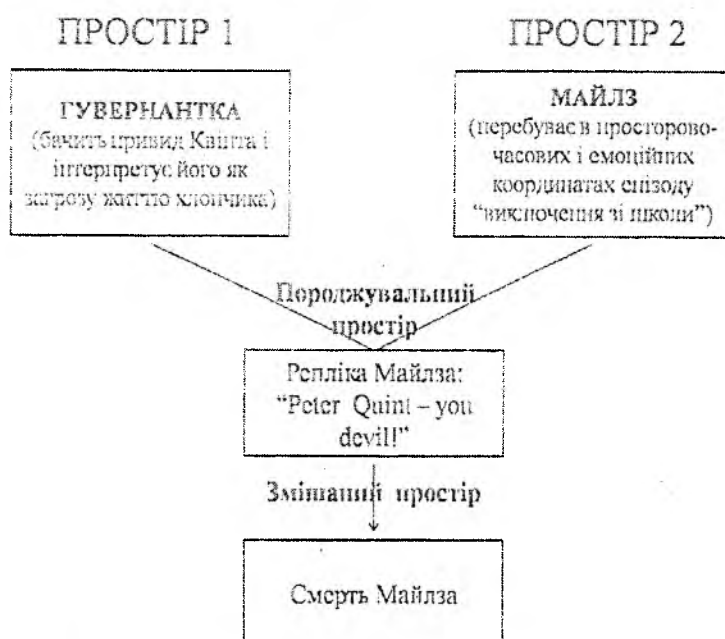 ПРОСТІР 1
ГУВЕРНАНТКА
(бачить привид Квінта і
інтерпретує його як
загрозу життю хлопчика)
ПРОСТІР 2
МАЙЛЗ
(перебуває в просторово-
часових і емоційних
координатах епізоду
“виключення зі школи”)
Породжувальний
простір
Репліка Майлза:
“Peter Quint – you
devil!”
Змішаний простір
Смерть Майлза